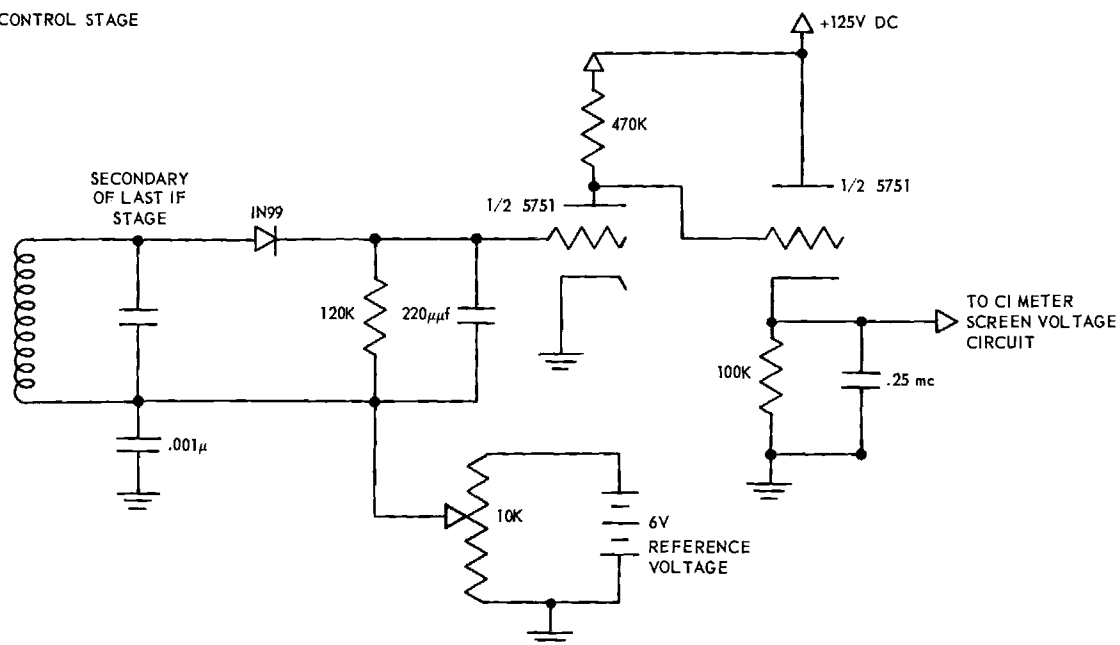 CONTROL STAGE
+125V DC
470K
SECONDARY
OF LAST IF
STAGE
IN99
1/2 5751
1/2 5751
120K
220μμf
TO CI METER
SCREEN VOLTAGE
CIRCUIT
100K
.25 mc
.001μ
10K
6V
REFERENCE
VOLTAGE